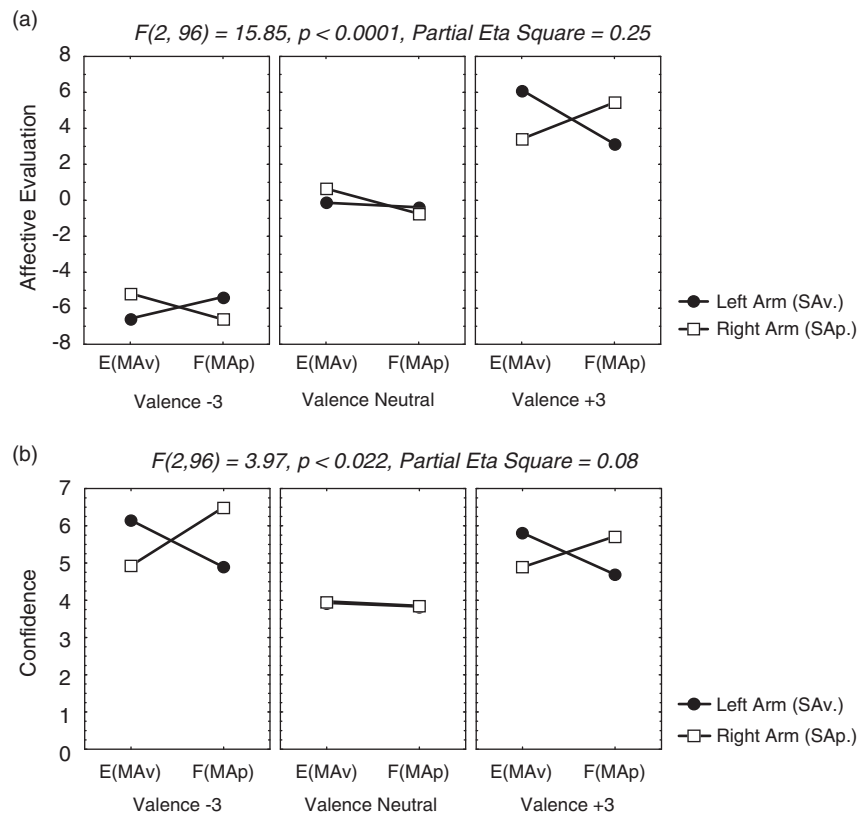 (a)
F(2, 96) = 15.85, p < 0.0001, Partial Eta Square = 0.25
8
6
4
2
0
-2
-4
-6
-8
Affective Evaluation
E(MAv) F(MAp) E(MAv) F(MAp) E(MAv) F(MAp)
Valence -3 Valence Neutral Valence +3
Left Arm (SAv.)
Right Arm (SAp.)
(b)
F(2,96) = 3.97, p < 0.022, Partial Eta Square = 0.08
7
6
5
4
3
2
1
0
Confidence
E(MAv) F(MAp) E(MAv) F(MAp) E(MAv) F(MAp)
Valence -3 Valence Neutral Valence +3
Left Arm (SAv.)
Right Arm (SAp.)